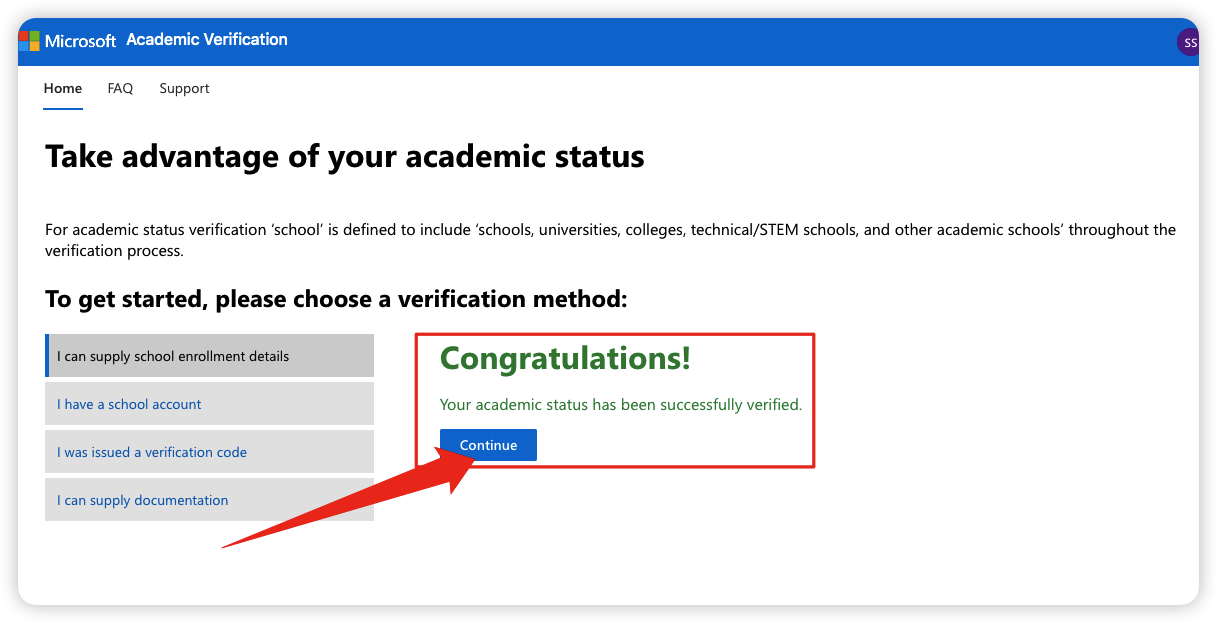 Microsoft Academic Verification
SS
Home FAQ Support
Take advantage of your academic status
For academic status verification ‘school’ is defined to include ‘schools, universities, colleges, technical/STEM schools, and other academic schools’ throughout the
verification process.
To get started, please choose a verification method:
I can supply school enrollment details
I have a school account
I was issued a verification code
I can supply documentation
Congratulations!
Your academic status has been successfully verified.
Continue